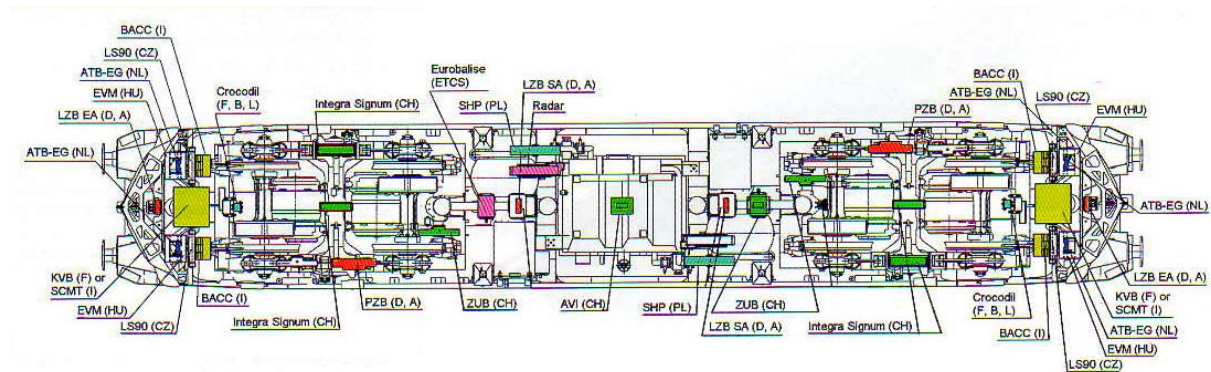 BACC (I)
LS90 (CZ)
ATB-EG (NL)
EVM (HU)
LZB EA (D, A)
ATB-EG (NL)
Crocodil
(F, B, L)
Integra Signum (CH)
Eurobalise
(ETCS)
SHP (PL)
LZB SA (D, A)
Radar
BACC (I)
ATB-EG (NL)
PZB (D, A)
LS90 (CZ)
EVM (HU)
KVB (F) or
SCMT (I)
EVM (HU)
LS90 (CZ)
BACC (I)
Integra Signum (CH)
PZB (D, A)
ZUB (CH)
AVI (CH)
SHP (PL)
LZB SA (D, A)
ZUB (CH)
Integra Signum (CH)
Crocodil
(F, B, L)
BACC (I)
ATB-EG (NL)
LZB EA (D, A)
KVB (F) or
SCMT (I)
ATB-EG (NL)
EVM (HU)
LS90 (CZ)